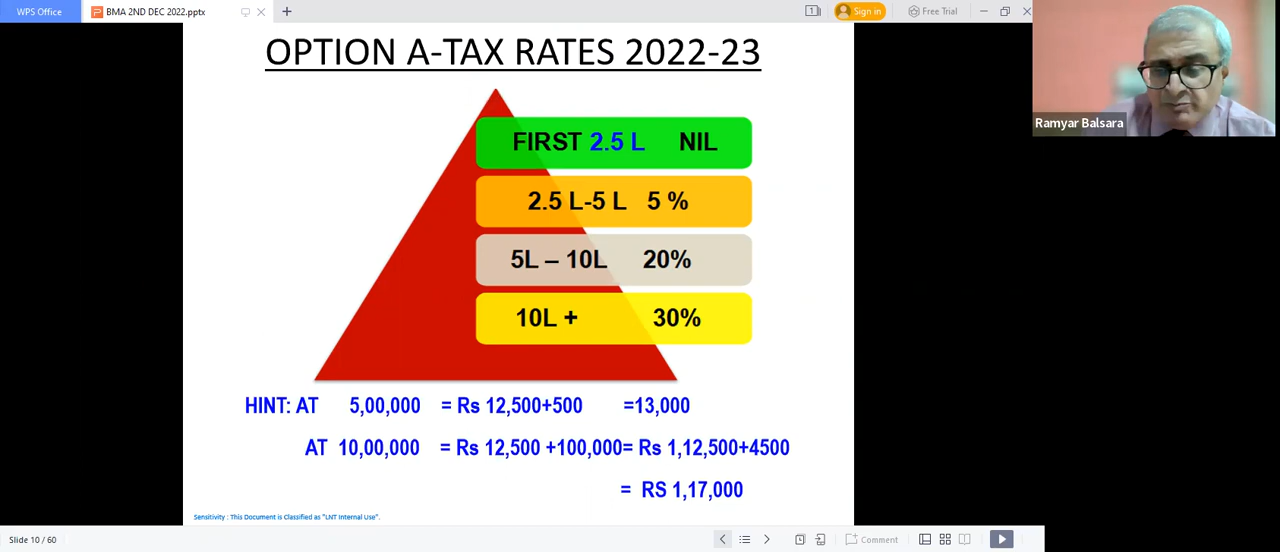 WPS Office
BMA 2ND DEC 2022.pptx
1
Sign in
Free Trial
OPTION A-TAX RATES 2022-23
Ramyar Balsara
FIRST 2.5 L NIL
2.5 L-5 L 5 %
5L – 10L 20%
10L + 30%
HINT: AT 5,00,000 = Rs 12,500+500 =13,000
AT 10,00,000 = Rs 12,500 +100,000= Rs 1,12,500+4500
= RS 1,17,000
Sensitivity : This Document is Classified as "LNT Internal Use".
Slide 10 / 60
Comment